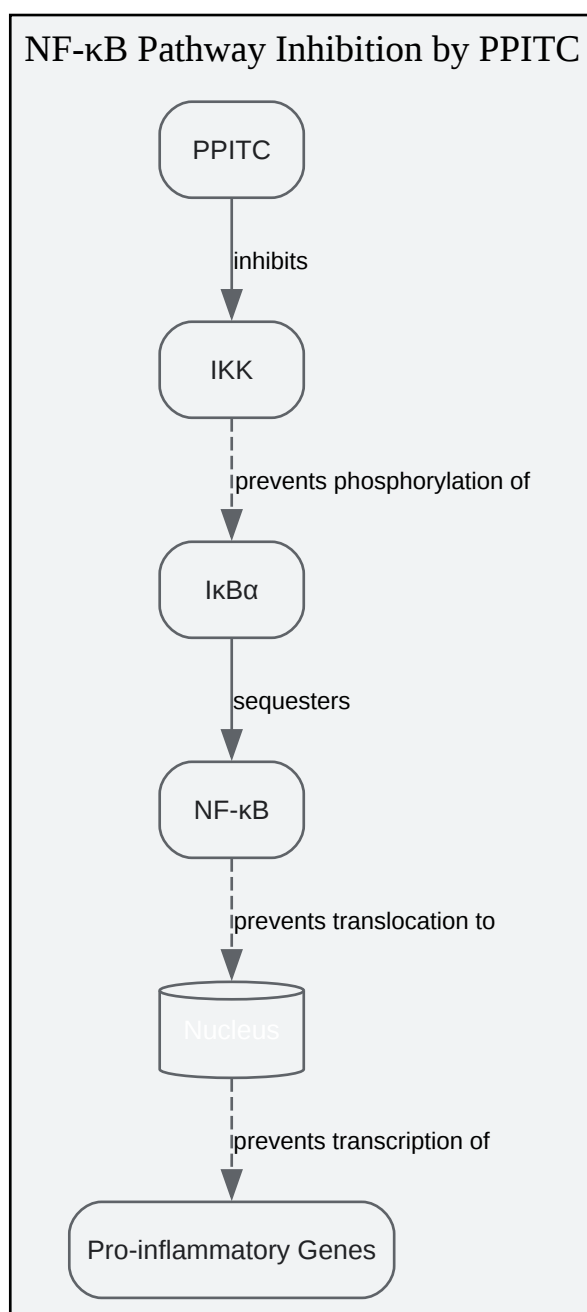 NF-κB Pathway Inhibition by PPITC
PPITC
inhibits
IKK
prevents phosphorylation of
IκBα
sequesters
NF-κB
prevents translocation to
Nucleus
prevents transcription of
Pro-inflammatory Genes